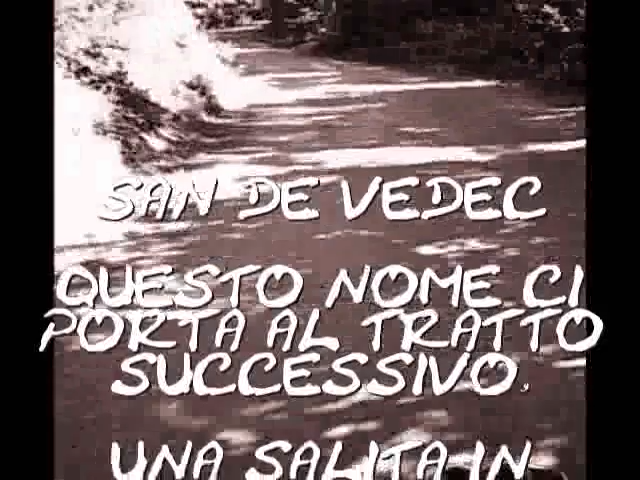 SAN DE VEDEC
QUESTO NOME CI
PORTA AL TRATTO
SUCCESSIVO.
UNA SALITA IN